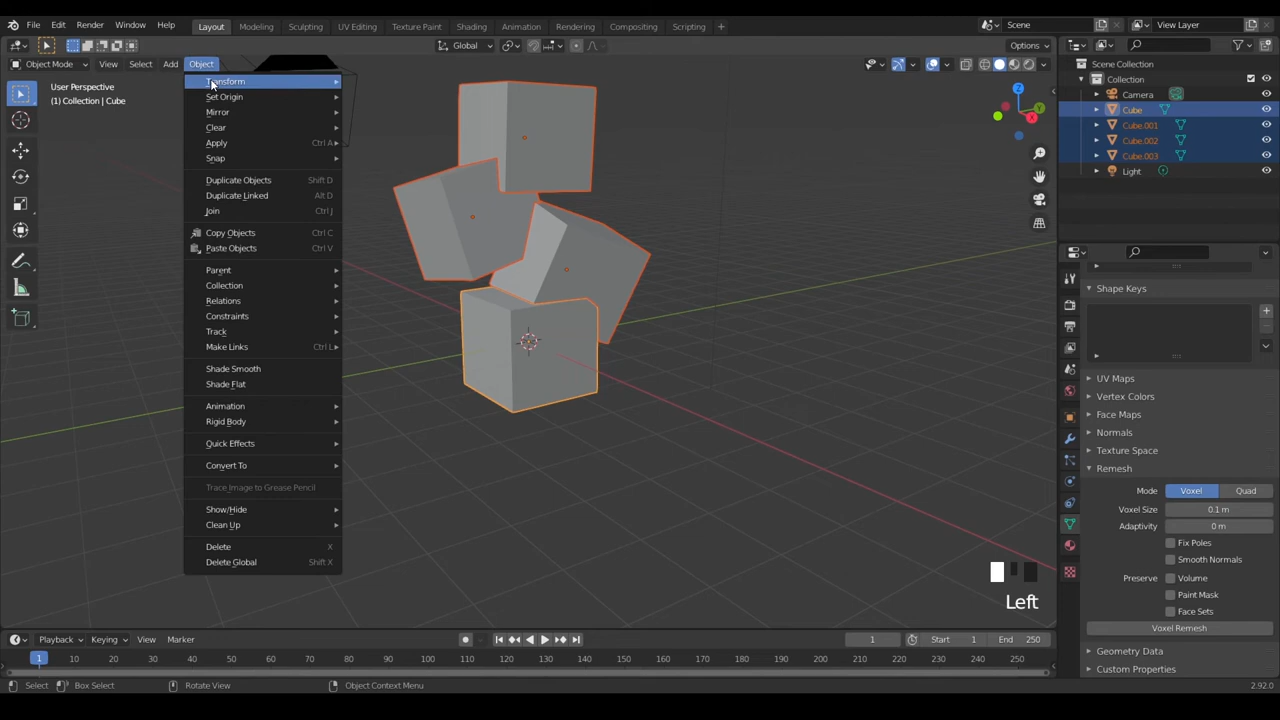 File Edit Render Window Help Layout Modeling Sculpting UV Editing Texture Paint Shading Animation Rendering Compositing Scripting + Scene View Layer
Global Options
Object Mode View Select Add Object
User Perspective
(1) Collection | Cube
Transform
Set Origin
Mirror
Clear
Apply Ctrl A
Snap
Duplicate Objects Shift D
Duplicate Linked Alt D
Join Ctrl J
Copy Objects Ctrl C
Paste Objects Ctrl V
Parent
Collection
Relations
Constraints
Track
Make Links Ctrl L
Shade Smooth
Shade Flat
Animation
Rigid Body
Quick Effects
Convert To
Trace Image to Grease Pencil
Show/Hide
Clean Up
Delete X
Delete Global Shift X
Z
Y
X
Scene Collection
Collection
Camera
Cube
Cube.001
Cube.002
Cube.003
Light
Shape Keys
UV Maps
Vertex Colors
Face Maps
Normals
Texture Space
Remesh
Mode Voxel Quad
Voxel Size 0.1 m
Adaptivity 0 m
Fix Poles
Smooth Normals
Preserve Volume
Paint Mask
Face Sets
Voxel Remesh
Geometry Data
Custom Properties
Left
Playback Keying View Marker 1 Start 1 End 250
1 10 20 30 40 50 60 70 80 90 100 110 120 130 140 150 160 170 180 190 200 210 220 230 240 250
Select Box Select Rotate View Object Context Menu 2.92.0